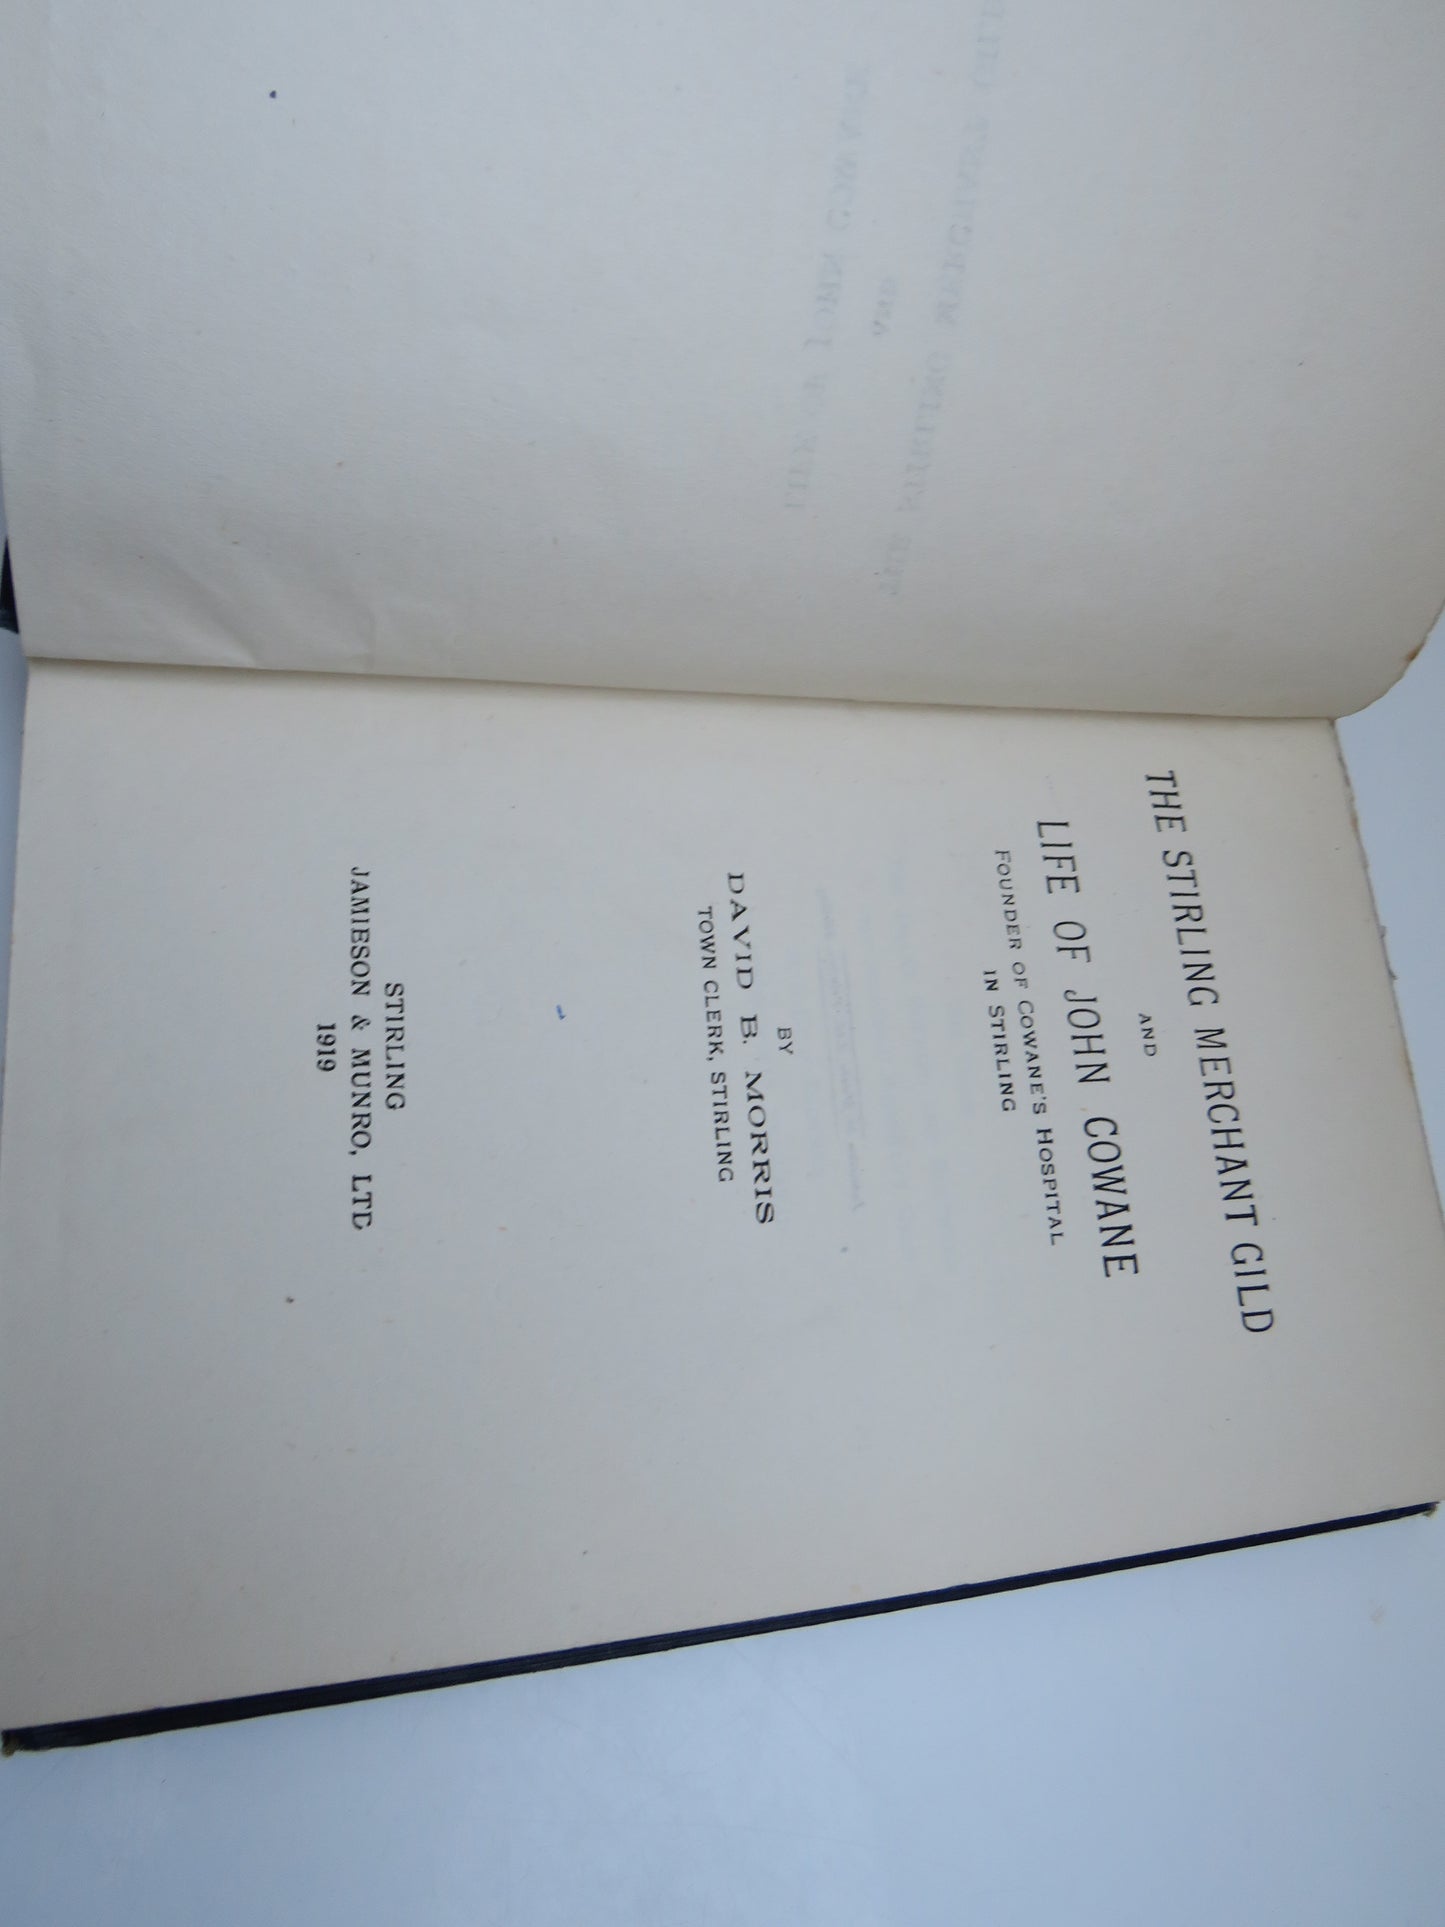 THE STIRLING MERCHANT GILD
AND
LIFE OF JOHN COWANE
FOUNDER OF COWANE'S HOSPITAL
IN STIRLING
BY
DAVID B. MORRIS
TOWN CLERK, STIRLING
STIRLING
JAMIESON & MUNRO, LTD
1919